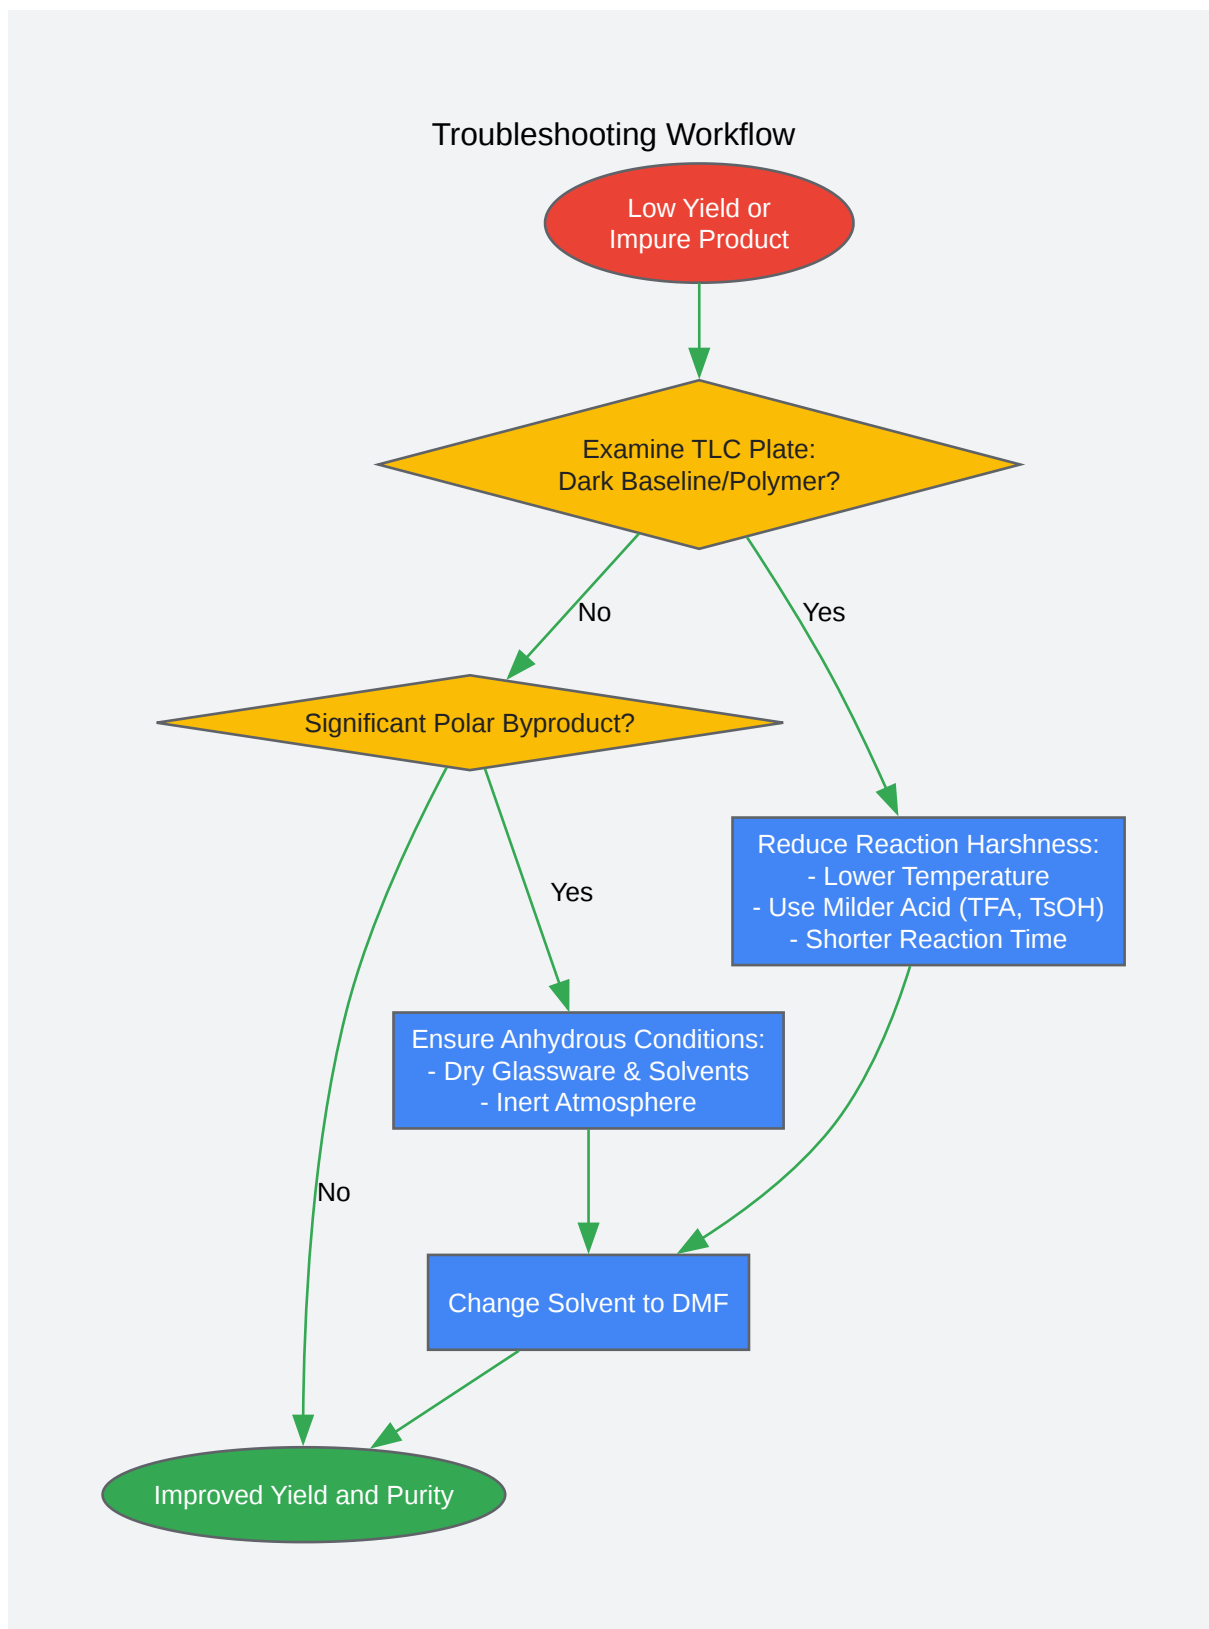 Troubleshooting Workflow
Low Yield or
Impure Product
Examine TLC Plate:
Dark Baseline/Polymer?
No
Yes
Significant Polar Byproduct?
Reduce Reaction Harshness:
- Lower Temperature
- Use Milder Acid (TFA, TsOH)
- Shorter Reaction Time
Yes
Ensure Anhydrous Conditions:
- Dry Glassware & Solvents
- Inert Atmosphere
No
Change Solvent to DMF
Improved Yield and Purity